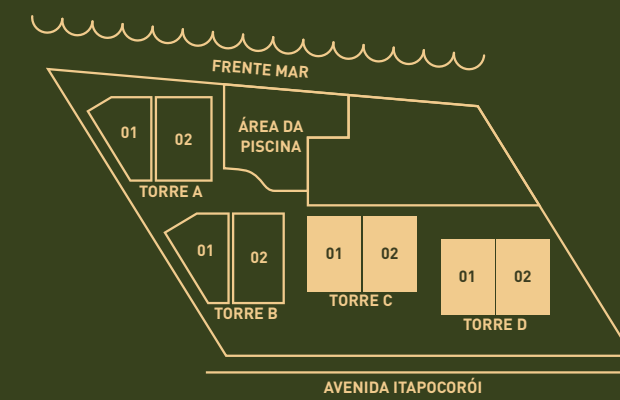 FRENTE MAR
ÁREA DA
PISCINA
01
02
TORRE A
01
02
TORRE B
01
02
TORRE C
01
02
TORRE D
AVENIDA ITAPOCORÓI